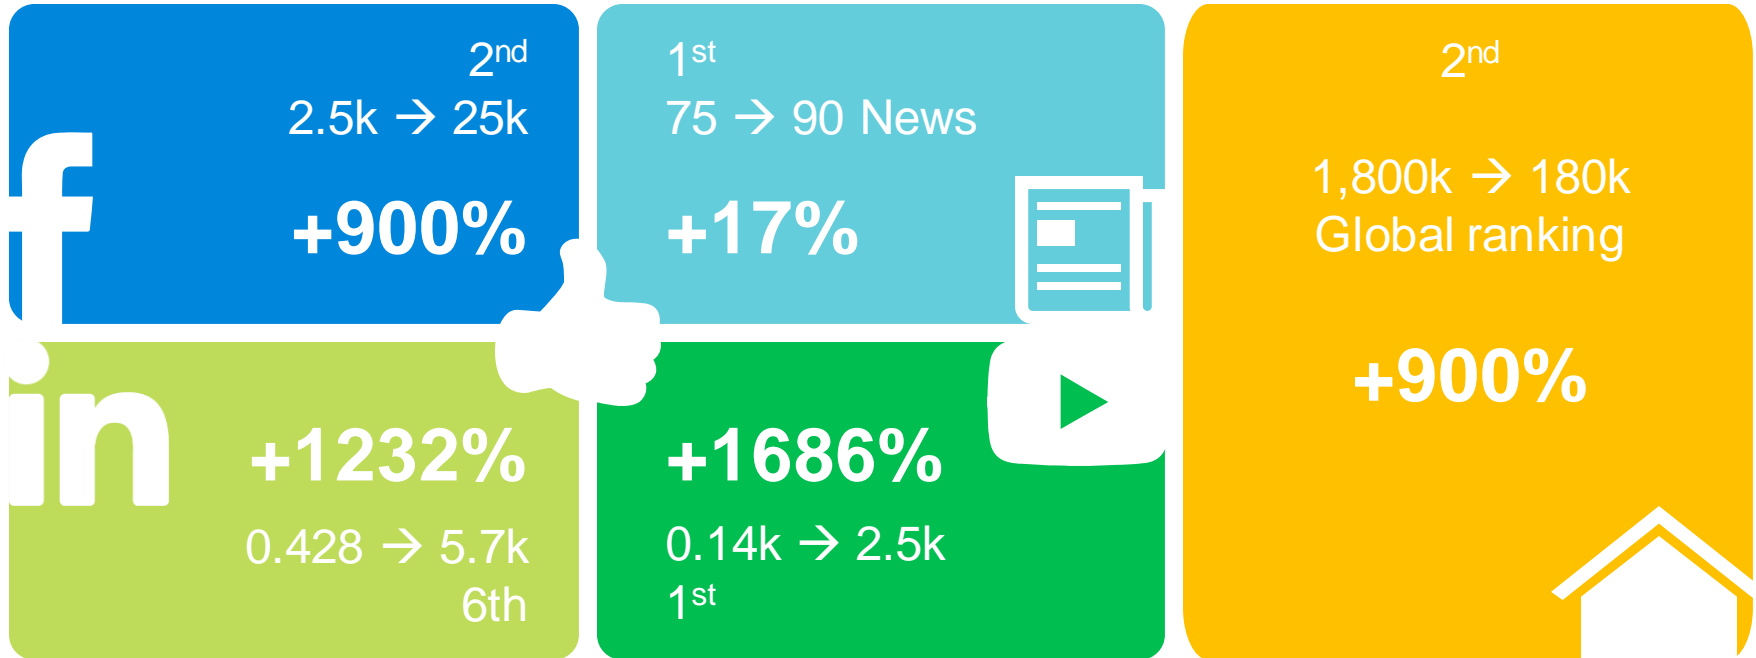 2nd
2.5k → 25k
+900%
1st
75 → 90 News
+17%
in
+1232%
0.428 → 5.7k
6th
+1686%
0.14k → 2.5k
1st
2nd
1,800k → 180k
Global ranking
+900%